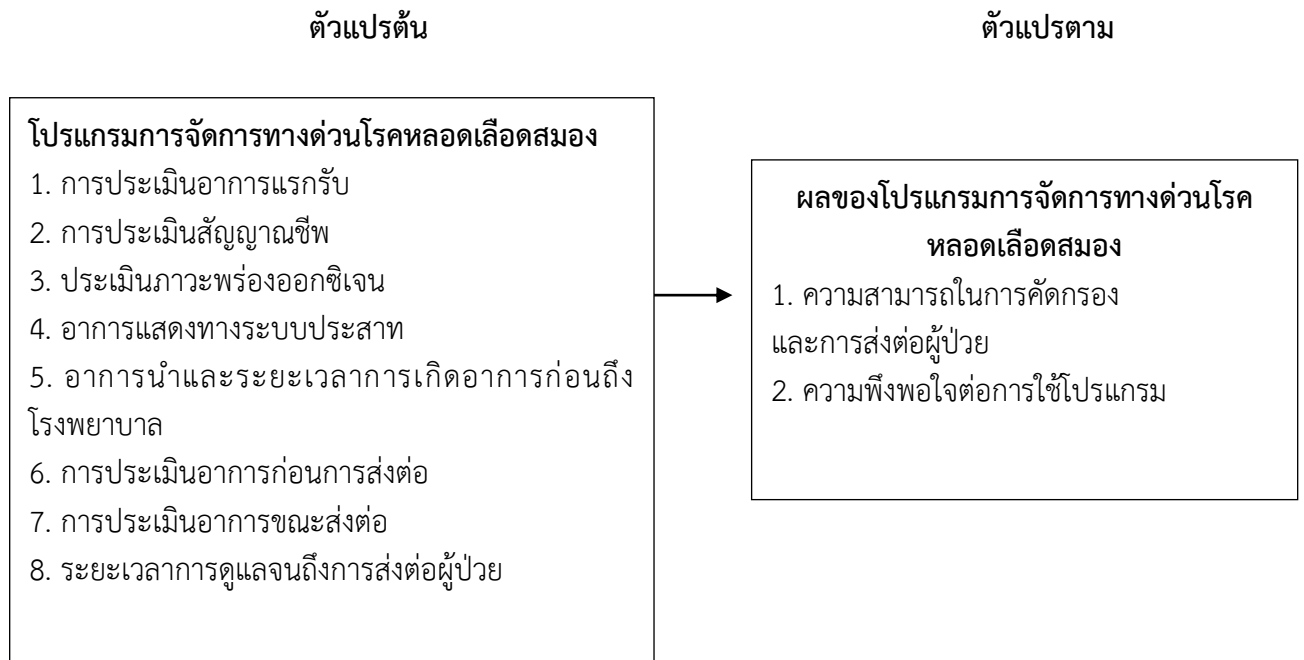 ตัวแปรต้น
ตัวแปรตาม
โปรแกรมการจัดการทางด่วนโรคหลอดเลือดสมอง
1. การประเมินอาการแรกรับ
2. การประเมินสัญญาณชีพ
3. ประเมินภาวะพร่องออกซิเจน
4. อาการแสดงทางระบบประสาท
5. อาการนำและระยะเวลาการเกิดอาการก่อนถึง
โรงพยาบาล
6. การประเมินอาการก่อนการส่งต่อ
7. การประเมินอาการขณะส่งต่อ
8. ระยะเวลาการดูแลจนถึงการส่งต่อผู้ป่วย
ผลของโปรแกรมการจัดการทางด่วนโรค
หลอดเลือดสมอง
1. ความสามารถในการคัดกรอง
และการส่งต่อผู้ป่วย
2. ความพึงพอใจต่อการใช้โปรแกรม